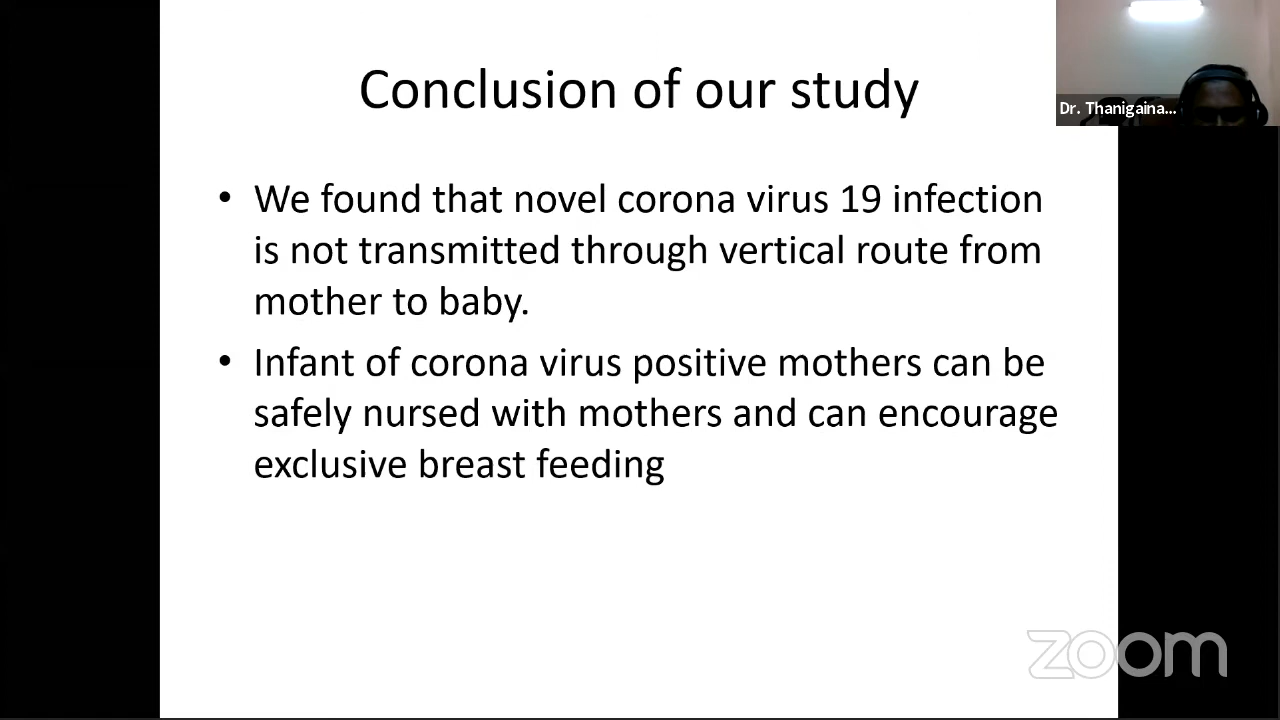 Conclusion of our study
Dr. Thanigaina...
• We found that novel corona virus 19 infection
is not transmitted through vertical route from
mother to baby.
• Infant of corona virus positive mothers can be
safely nursed with mothers and can encourage
exclusive breast feeding
zoom